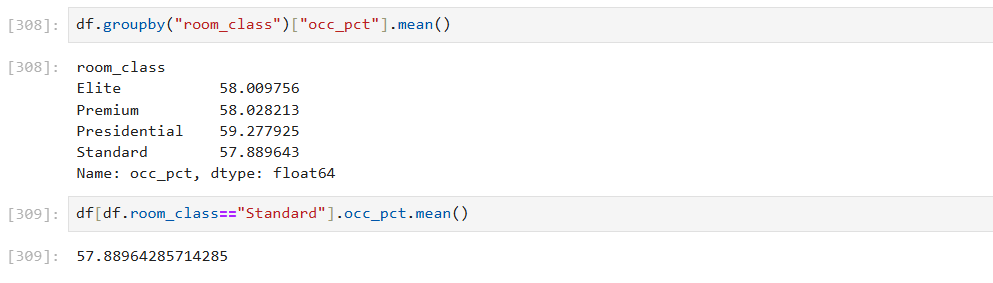 [308]: df.groupby("room_class")["occ_pct"].mean()
[308]: room_class
Elite           58.009756
Premium         58.028213
Presidential    59.277925
Standard        57.889643
Name: occ_pct, dtype: float64
[309]: df[df.room_class=="Standard"].occ_pct.mean()
[309]: 57.88964285714285